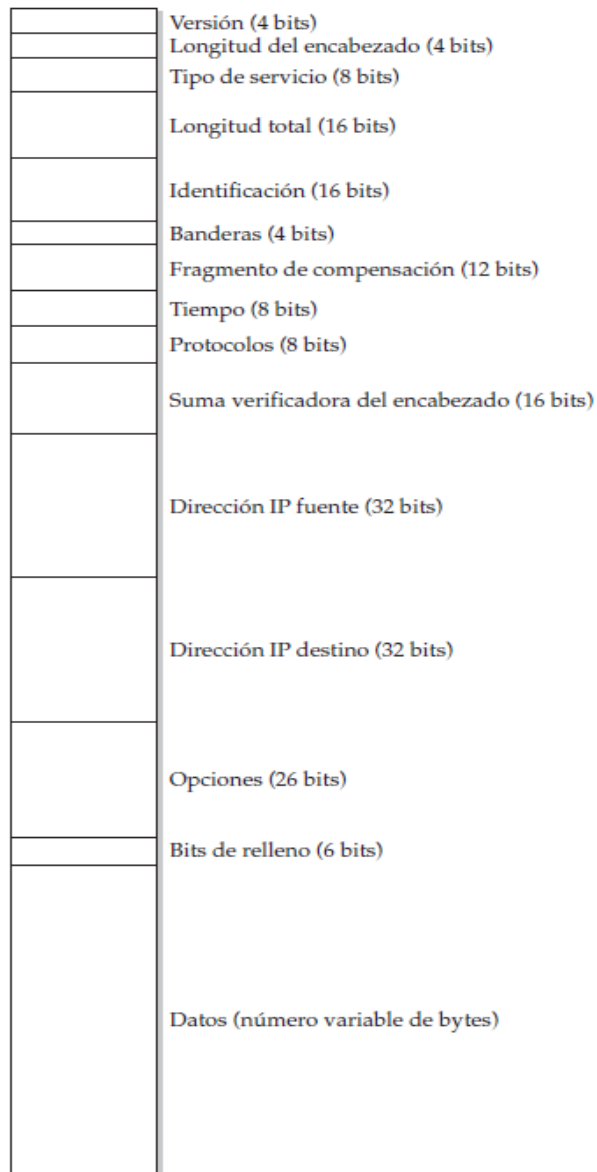 Versión (4 bits)
Longitud del encabezado (4 bits)
Tipo de servicio (8 bits)
Longitud total (16 bits)
Identificación (16 bits)
Banderas (4 bits)
Fragmento de compensación (12 bits)
Tiempo (8 bits)
Protocolos (8 bits)
Suma verificadora del encabezado (16 bits)
Dirección IP fuente (32 bits)
Dirección IP destino (32 bits)
Opciones (26 bits)
Bits de relleno (6 bits)
Datos (número variable de bytes)